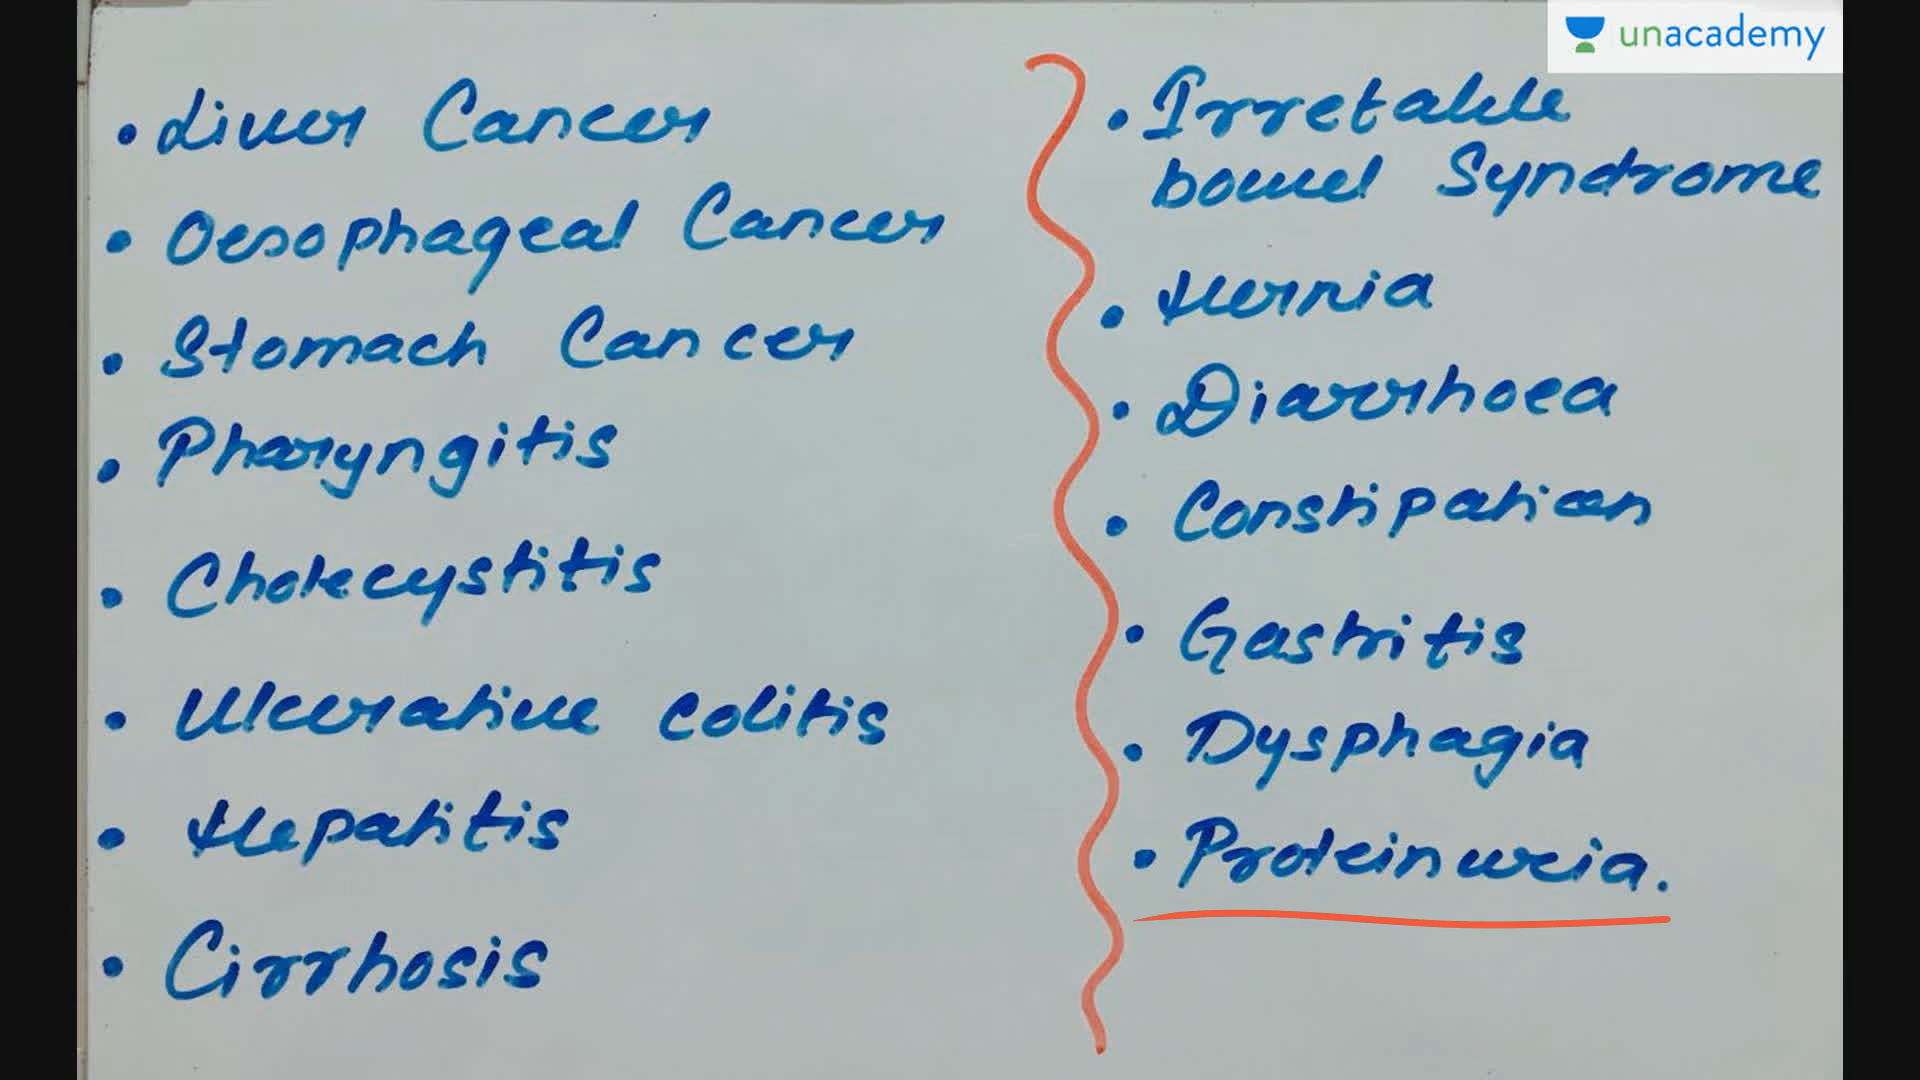 unacademy
• Liver Cancer
• Oesophageal Cancer
• Stomach Cancer
• Pharyngitis
• Cholecystitis
• Ulcerative colitis
• Hepatitis
• Cirrhosis
• Irretable
bowel Syndrome
• Hernia
• Diarrhoea
• Constipation
• Gastritis
• Dysphagia
• Proteinuria.